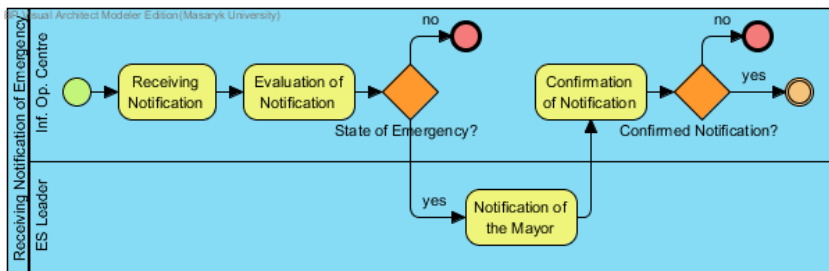 Visual Architect Modeler Edition(Masaryk University)
Receiving Notification of Emergency
Inf. Op. Centre
Receiving
Notification
Evaluation of
Notification
no
State of Emergency?
Confirmation
of Notification
no
yes
Confirmed Notification?
ES Leader
yes
Notification of
the Mayor